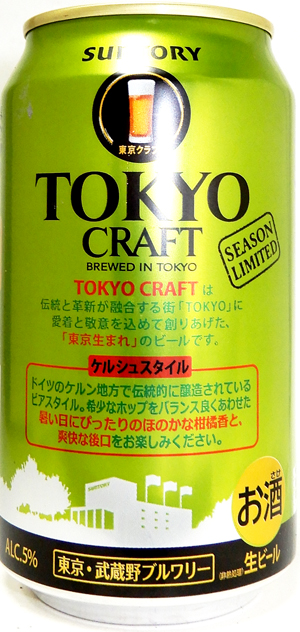 SUNTORY
東京クラフト
TOKYO
CRAFT
BREWED IN TOKYO
SEASON
LIMITED
TOKYO CRAFT は
伝統と革新が融合する街「TOKYO」に
愛着と敬意を込めて創りあげた、
「東京生まれ」のビールです。
ケルシュスタイル
ドイツのケルン地方で伝統的に醸造されている
ビアスタイル。希少なホップをバランス良くあわせた
暑い日にぴったりのほのかな柑橘香と、
爽快な後口をお楽しみください。
SUNTORY
さけ
お酒
ALC.5%
東京・武蔵野ブルワリー
(非熱処理)
生ビール